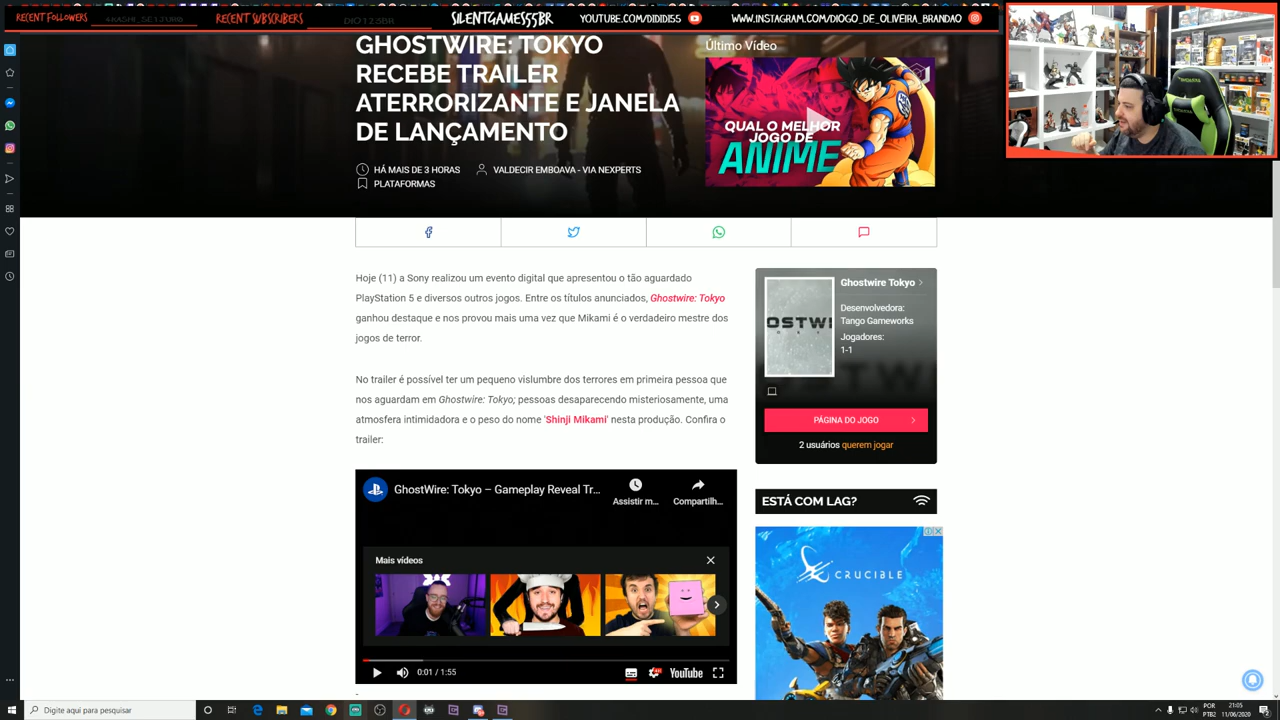 RECENT FOLLOWERS
4KASHI_SE13UR0
RECENT SUBSCRIBERS
DIO123BR
SILENTGAMES55BR
YOUTUBE.COM/DIDIDI55
WWW.INSTAGRAM.COM/DIOGO_DE_OLIVEIRA_BRANDAO
GHOSTWIRE: TOKYO
RECEBE TRAILER
ATERRORIZANTE E JANELA
DE LANÇAMENTO
HÁ MAIS DE 3 HORAS
VALDECIR EMBOAVA - VIA NEXPERTS
PLATAFORMAS
Último Vídeo
QUAL O MELHOR
JOGO DE
ANIME
Hoje (11) a Sony realizou um evento digital que apresentou o tão aguardado
PlayStation 5 e diversos outros jogos. Entre os títulos anunciados, Ghostwire: Tokyo
ganhou destaque e nos provou mais uma vez que Mikami é o verdadeiro mestre dos
jogos de terror.
No trailer é possível ter um pequeno vislumbre dos terrores em primeira pessoa que
nos aguardam em Ghostwire: Tokyo; pessoas desaparecendo misteriosamente, uma
atmosfera intimidadora e o peso do nome 'Shinji Mikami' nesta produção. Confira o
trailer:
GhostWire: Tokyo – Gameplay Reveal Tr...
Assistir m...
Compartilh...
Mais vídeos
0:01 / 1:55
YouTube
OSTWI
Ghostwire Tokyo
Desenvolvedora:
Tango Gameworks
Jogadores:
1-1
PÁGINA DO JOGO
2 usuários querem jogar
ESTÁ COM LAG?
CRUCIBLE
Digite aqui para pesquisar
POR
PTB2
21:05
11/06/2020